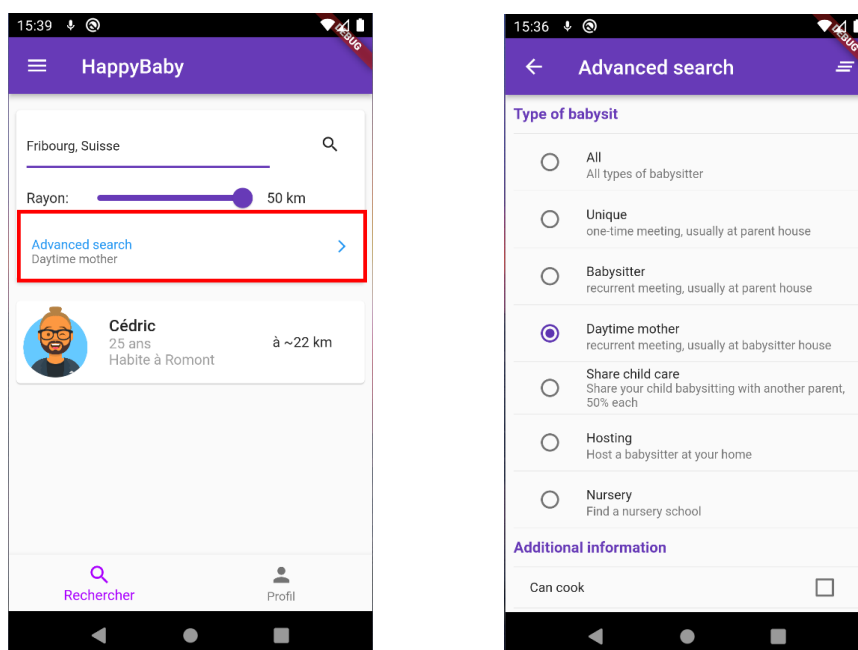 15:39
DEBUG
HappyBaby
Fribourg, Suisse
Rayon: 50 km
Advanced search
Daytime mother
Cédric
25 ans
Habite à Romont
à ~22 km
Rechercher
Profil
15:36
DEBUG
Advanced search
Type of babysit
All
All types of babysitter
Unique
one-time meeting, usually at parent house
Babysitter
recurrent meeting, usually at parent house
Daytime mother
recurrent meeting, usually at babysitter house
Share child care
Share your child babysitting with another parent,
50% each
Hosting
Host a babysitter at your home
Nursery
Find a nursery school
Additional information
Can cook